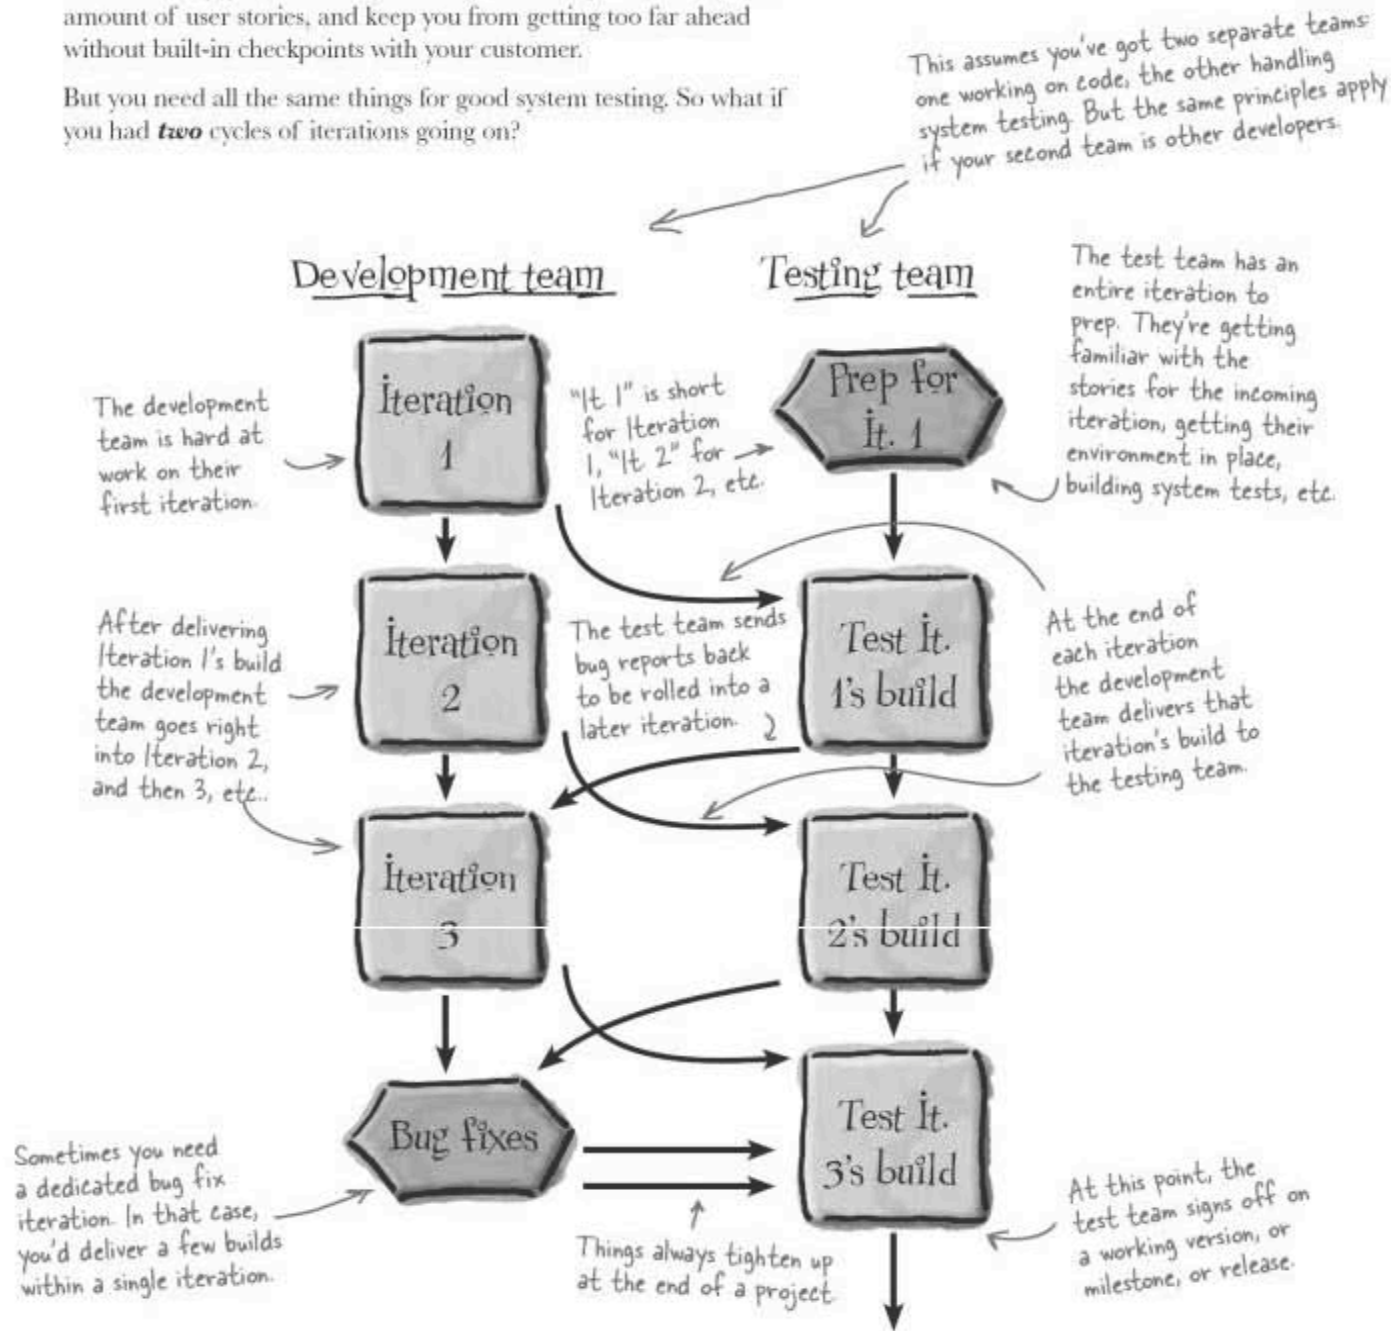 amount of user stories, and keep you from getting too far ahead
without built-in checkpoints with your customer.
But you need all the same things for good system testing. So what if
you had two cycles of iterations going on?
This assumes you've got two separate teams:
one working on code, the other handling
system testing. But the same principles apply
if your second team is other developers.
Development team
Testing team
The test team has an
entire iteration to
prep. They're getting
familiar with the
stories for the incoming
iteration, getting their
environment in place,
building system tests, etc.
The development
team is hard at
work on their
first iteration.
Iteration
1
"It 1" is short
for Iteration
1, "It 2" for
Iteration 2, etc.
Prep for
It. 1
After delivering
Iteration 1's build
the development
team goes right
into Iteration 2,
and then 3, etc..
Iteration
2
The test team sends
bug reports back
to be rolled into a
later iteration.
Test It.
1's build
At the end of
each iteration
the development
team delivers that
iteration's build to
the testing team.
Iteration
3
Test It.
2's build
Sometimes you need
a dedicated bug fix
iteration. In that case,
you'd deliver a few builds
within a single iteration.
Bug fixes
Things always tighten up
at the end of a project.
Test It.
3's build
At this point, the
test team signs off on
a working version, or
milestone, or release.